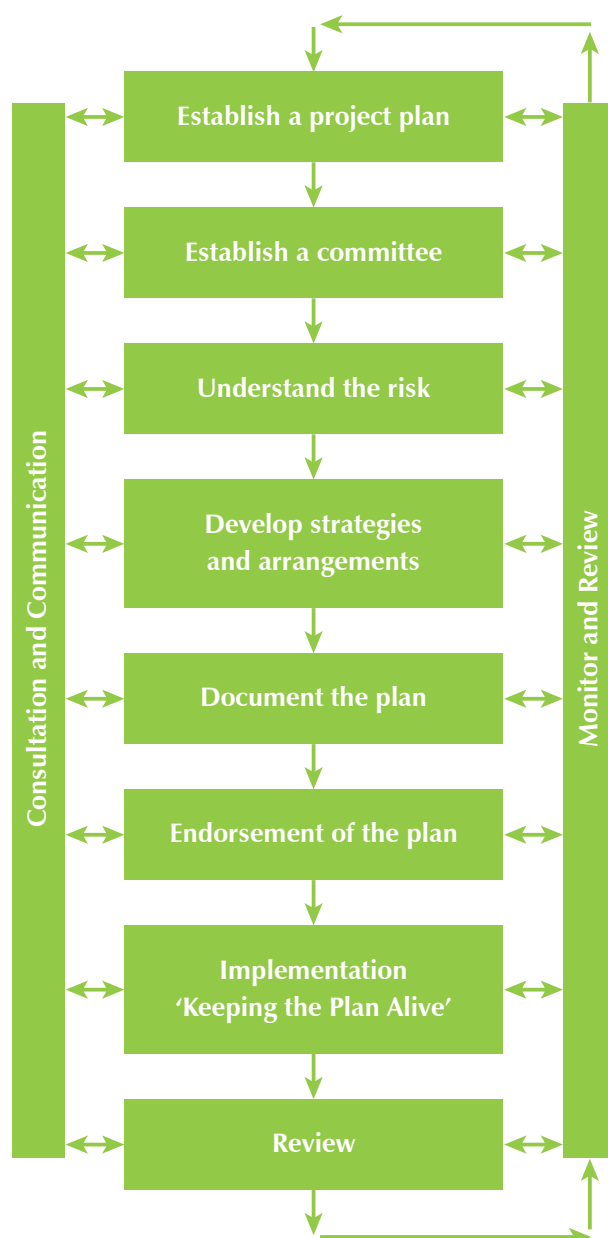 Establish a project plan
Establish a committee
Understand the risk
Develop strategies
and arrangements
Document the plan
Endorsement of the plan
Implementation
‘Keeping the Plan Alive’
Review
Consultation and Communication
Monitor and Review